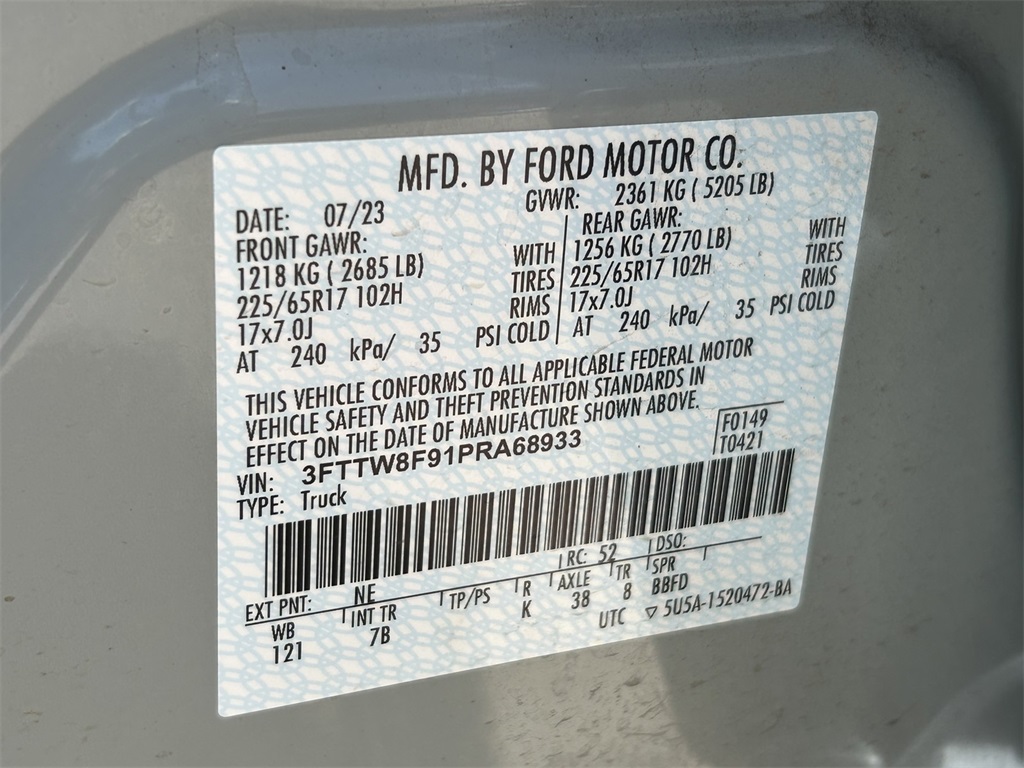 MFD. BY FORD MOTOR CO.
DATE: 07/23 GVWR: 2361 KG ( 5205 LB)
FRONT GAWR: REAR GAWR:
1218 KG ( 2685 LB) WITH 1256 KG ( 2770 LB) WITH
225/65R17 102H TIRES 225/65R17 102H TIRES
17x7.0J RIMS 17x7.0J RIMS
AT 240 kPa/ 35 PSI COLD AT 240 kPa/ 35 PSI COLD
THIS VEHICLE CONFORMS TO ALL APPLICABLE FEDERAL MOTOR
VEHICLE SAFETY AND THEFT PREVENTION STANDARDS IN
EFFECT ON THE DATE OF MANUFACTURE SHOWN ABOVE.
VIN: 3FTTW8F91PRA68933 F0149
TYPE: Truck T0421
EXT PNT: NE RC: 52 DSO:
WB INT TR TP/PS R AXLE TR SPR
121 7B K 38 8 BBFD
UTC ▽ 5U5A-1520472-BA